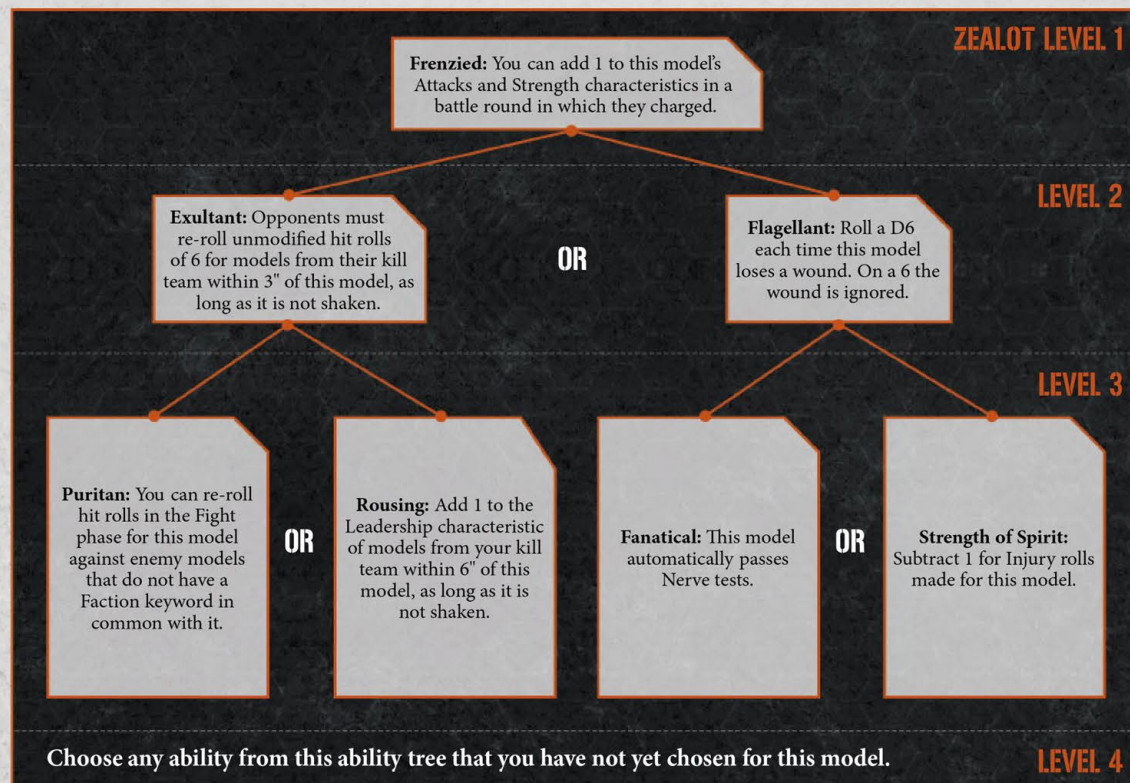 ZEALOT LEVEL 1
Frenzied: You can add 1 to this model's
Attacks and Strength characteristics in a
battle round in which they charged.
LEVEL 2
Exultant: Opponents must
re-roll unmodified hit rolls
of 6 for models from their kill
team within 3" of this model, as
long as it is not shaken.
OR
Flagellant: Roll a D6
each time this model
loses a wound. On a 6 the
wound is ignored.
LEVEL 3
Puritan: You can re-roll
hit rolls in the Fight
phase for this model
against enemy models
that do not have a
Faction keyword in
common with it.
OR
Rousing: Add 1 to the
Leadership characteristic
of models from your kill
team within 6" of this
model, as long as it is
not shaken.
Fanatical: This model
automatically passes
Nerve tests.
OR
Strength of Spirit:
Subtract 1 for Injury rolls
made for this model.
Choose any ability from this ability tree that you have not yet chosen for this model.
LEVEL 4